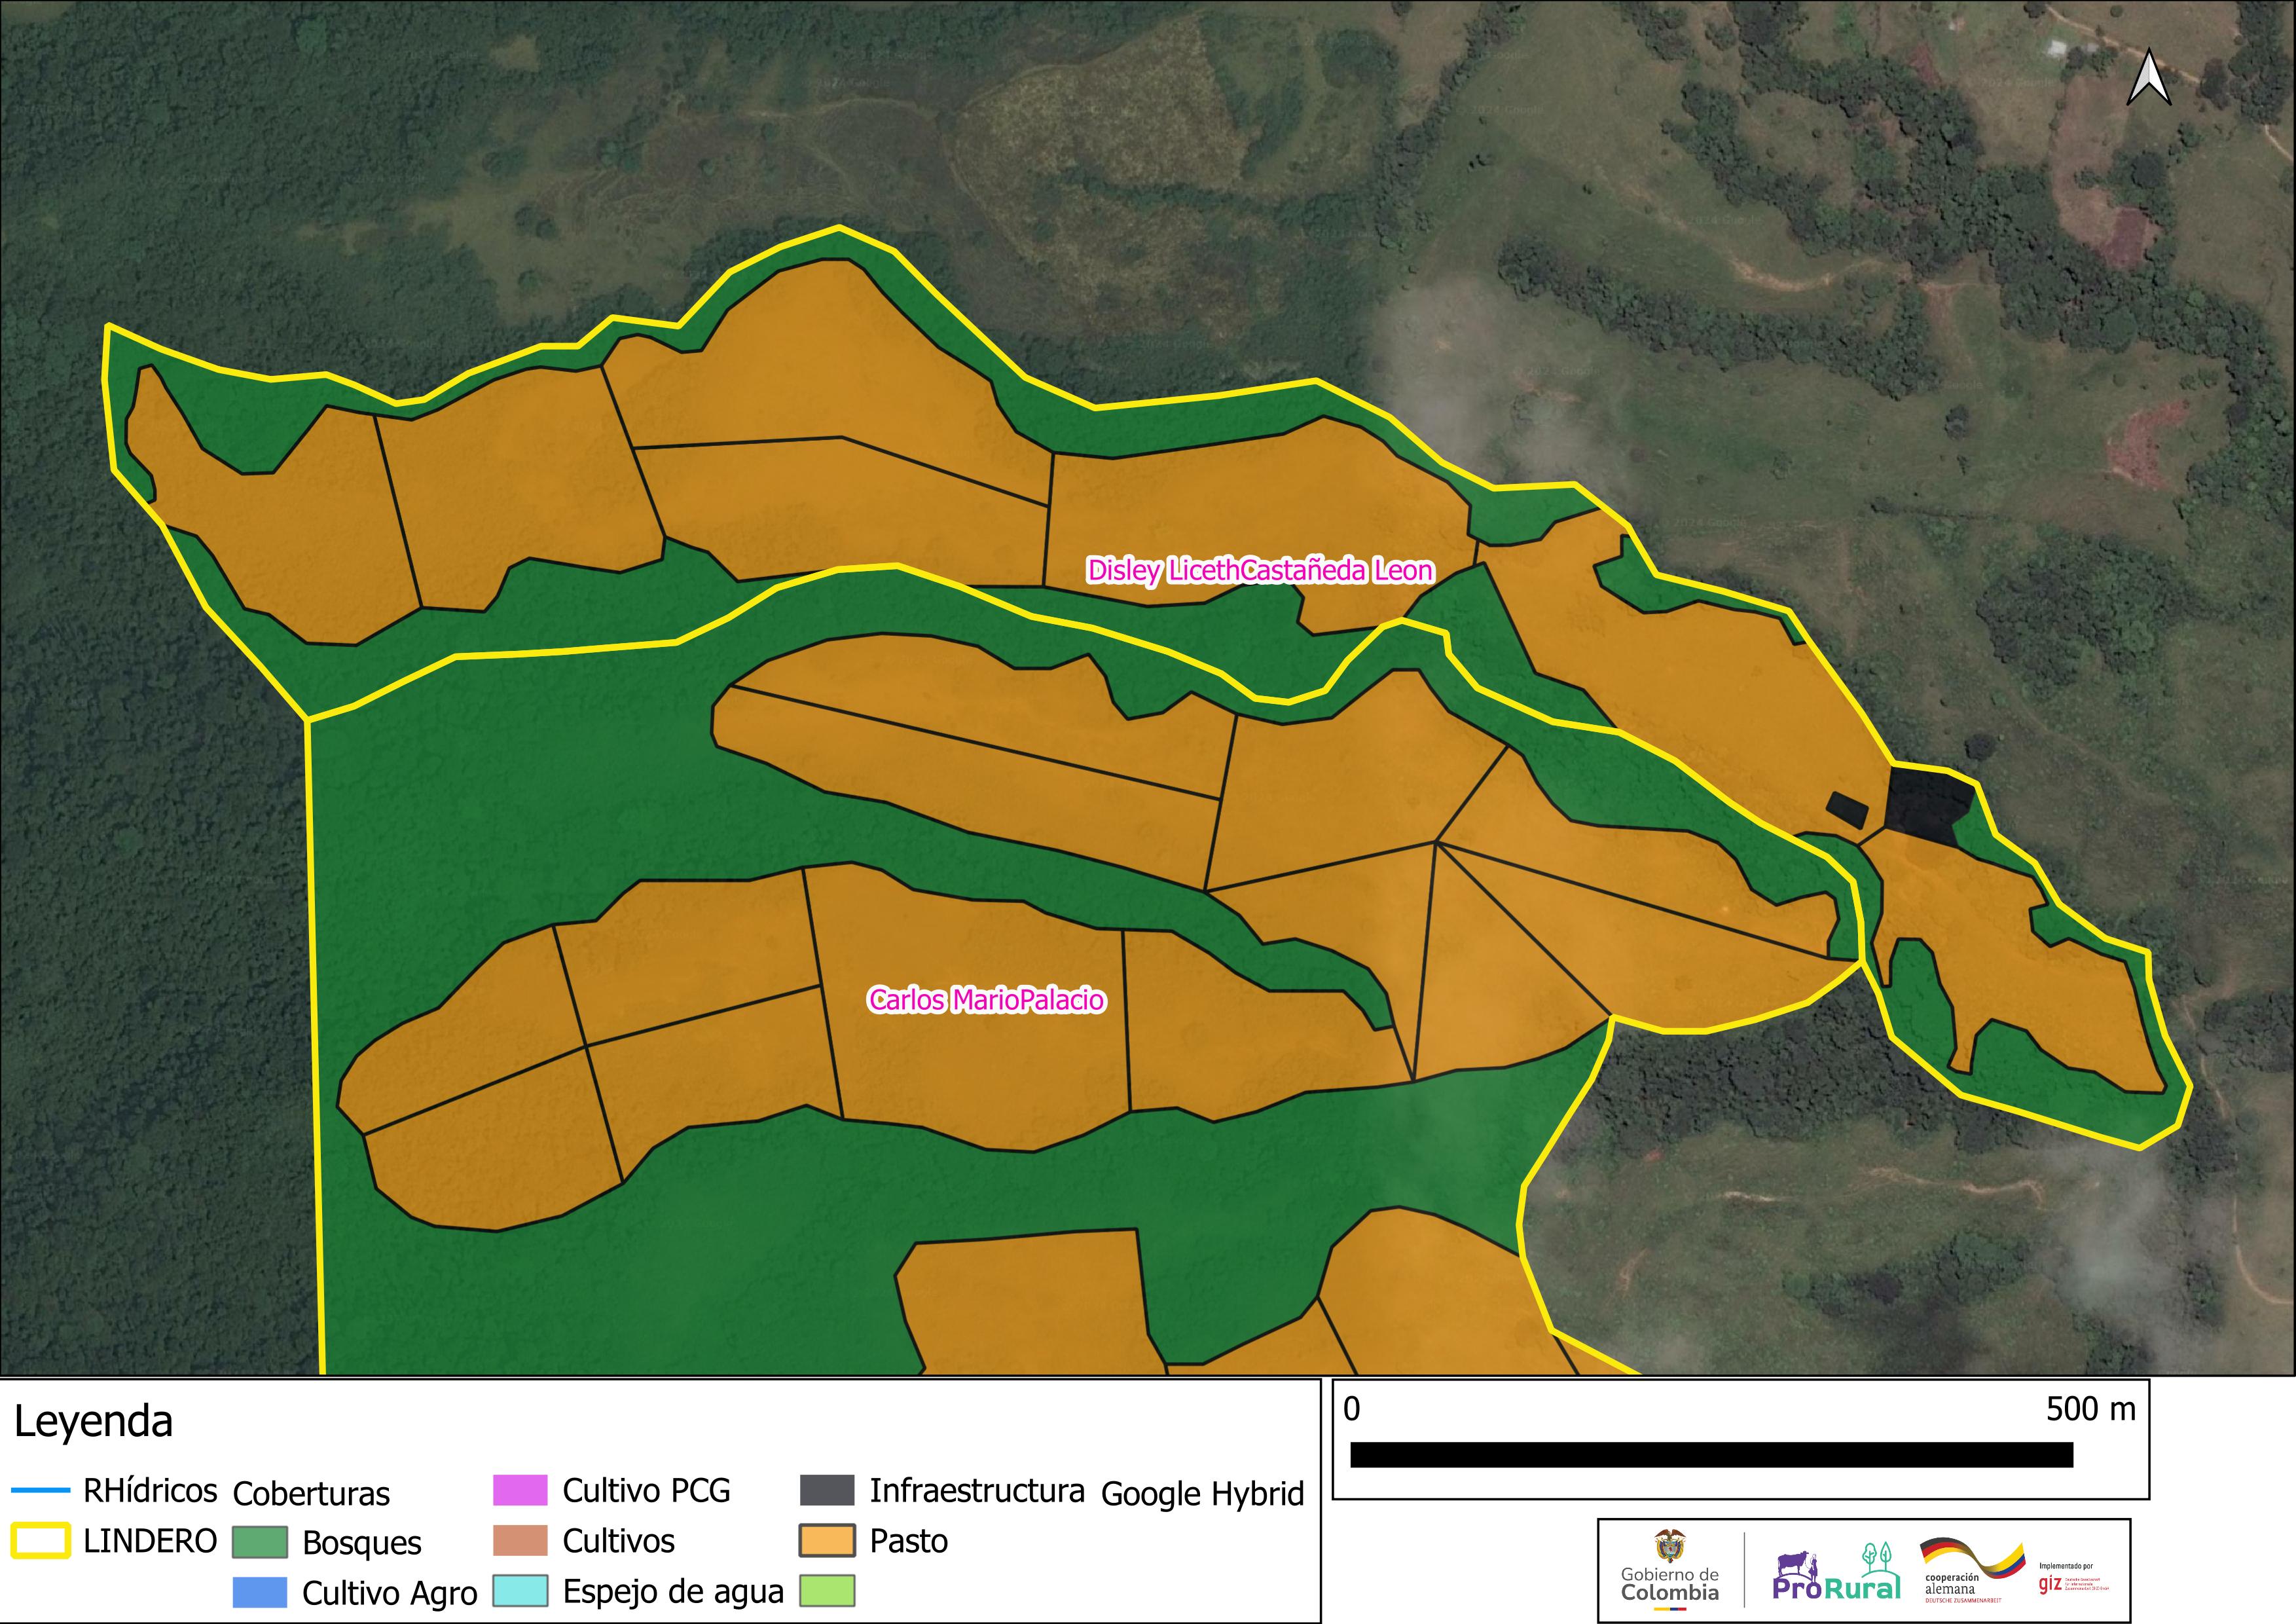 Disley LicethCastañeda Leon
Carlos MarioPalacio
Leyenda
RHídricos
LINDERO
Coberturas
Bosques
Cultivo Agro
Cultivo PCG
Cultivos
Espejo de agua
Infraestructura
Pasto
Google Hybrid
0
500 m
Gobierno de
Colombia
ProRural
cooperación
alemana
DEUTSCHE ZUSAMMENARBEIT
Implementado por
giz